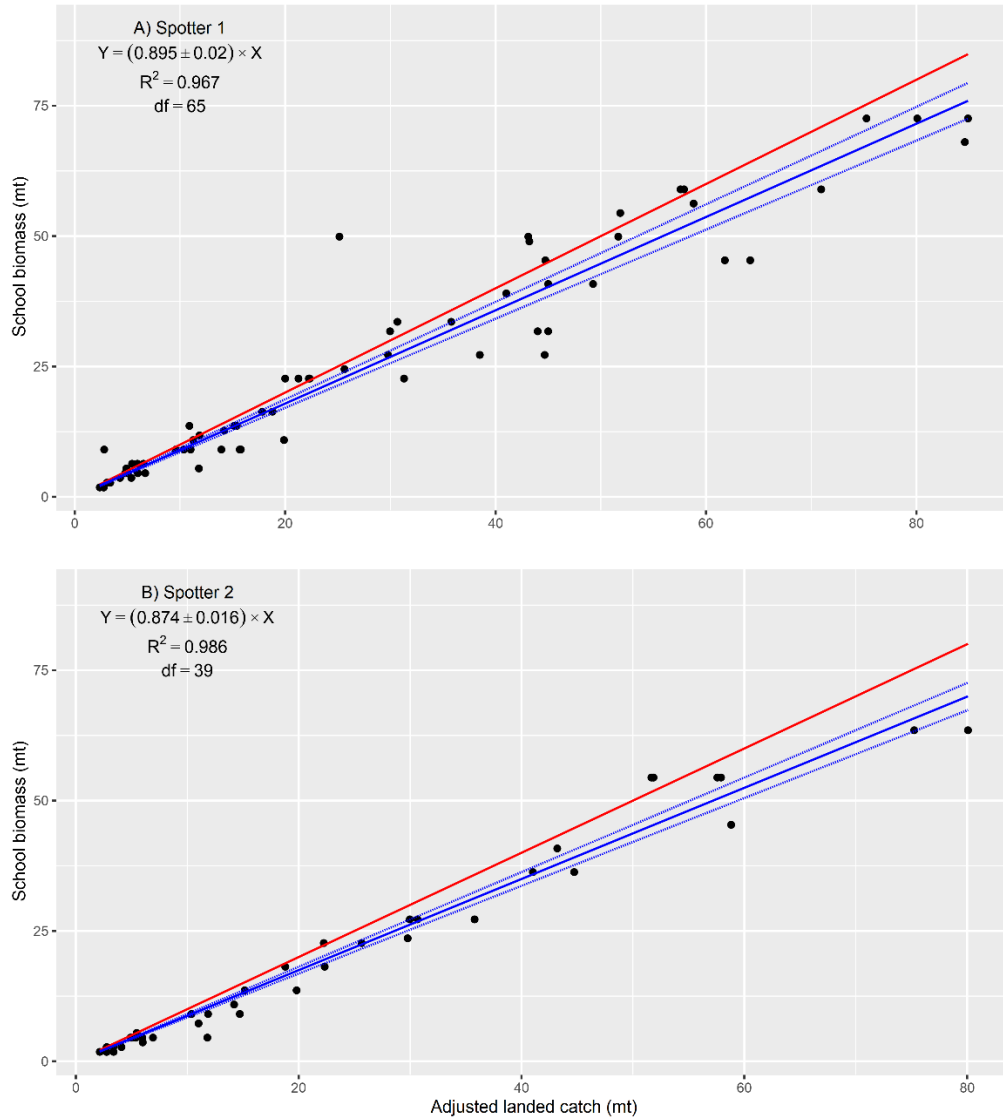 A) Spotter 1
Y = (0.895 ± 0.02) × X
R² = 0.967
df = 65
School biomass (mt)
75
50
25
0
0 20 40 60 80
B) Spotter 2
Y = (0.874 ± 0.016) × X
R² = 0.986
df = 39
School biomass (mt)
75
50
25
0
0 20 40 60 80
Adjusted landed catch (mt)